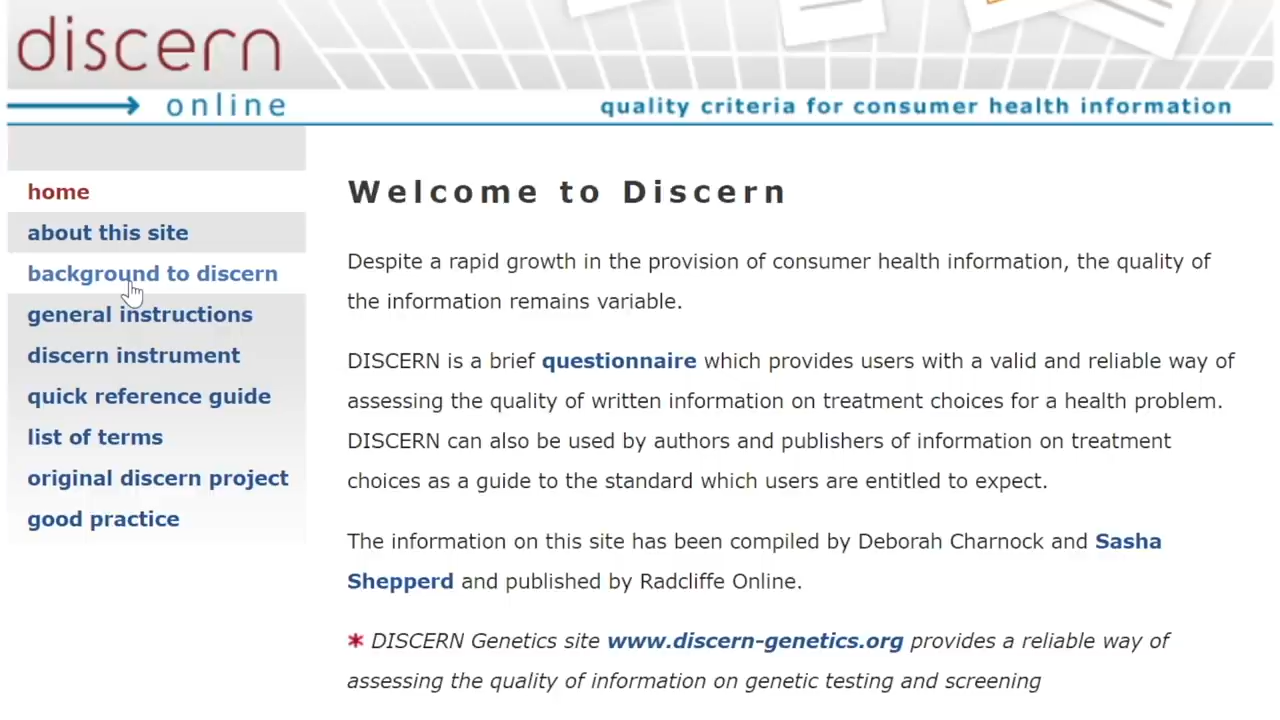 discern
online
quality criteria for consumer health information
home
about this site
background to discern
general instructions
discern instrument
quick reference guide
list of terms
original discern project
good practice
Welcome to Discern
Despite a rapid growth in the provision of consumer health information, the quality of
the information remains variable.
DISCERN is a brief questionnaire which provides users with a valid and reliable way of
assessing the quality of written information on treatment choices for a health problem.
DISCERN can also be used by authors and publishers of information on treatment
choices as a guide to the standard which users are entitled to expect.
The information on this site has been compiled by Deborah Charnock and Sasha
Shepperd and published by Radcliffe Online.
* DISCERN Genetics site www.discern-genetics.org provides a reliable way of
assessing the quality of information on genetic testing and screening